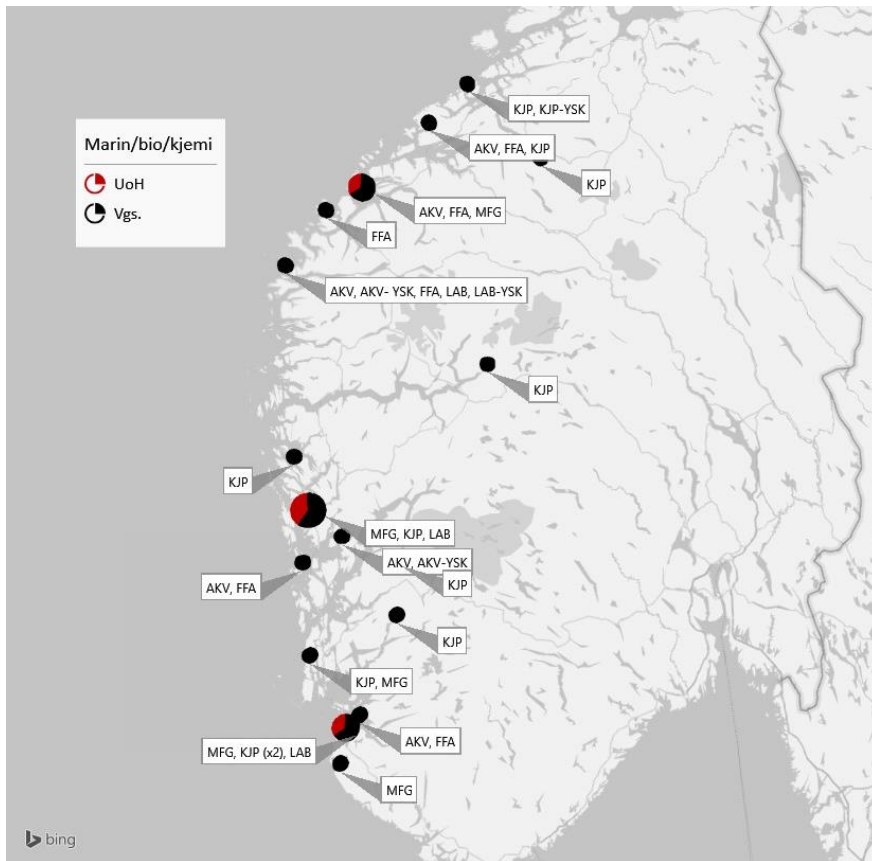 KJP, KJP-YSK
AKV, FFA, KJP
Marin/bio/kjemi
UoH
Vgs.
KJP
AKV, FFA, MFG
FFA
AKV, AKV- YSK, FFA, LAB, LAB-YSK
KJP
KJP
MFG, KJP, LAB
AKV, AKV-YSK
KJP
AKV, FFA
KJP
KJP, MFG
AKV, FFA
MFG, KJP (x2), LAB
MFG
bing